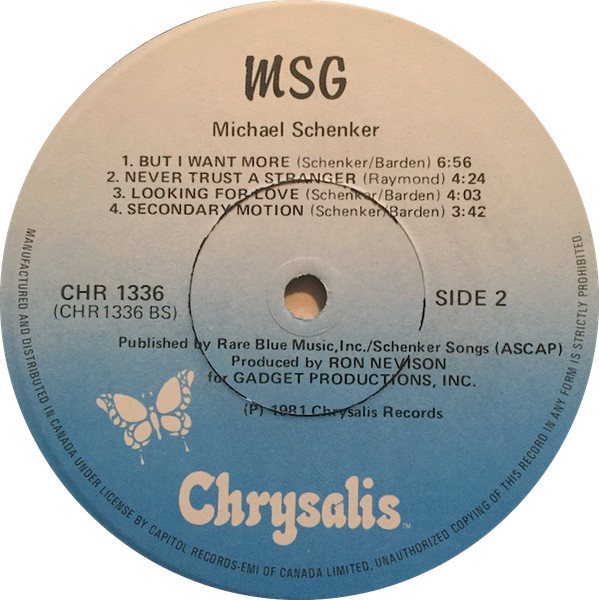 MSG
Michael Schenker
1. BUT I WANT MORE (Schenker/Barden) 6:56
2. NEVER TRUST A STRANGER (Raymond) 4:24
3. LOOKING FOR LOVE (Schenker/Barden) 4:03
4. SECONDARY MOTION (Schenker/Barden) 3:42
CHR 1336
(CHR1336 BS)
SIDE 2
Published by Rare Blue Music,Inc./Schenker Songs (ASCAP)
Produced by RON NEVISON
for GADGET PRODUCTIONS, INC.
(P) 1981 Chrysalis Records
Chrysalis TM
MANUFACTURED AND DISTRIBUTED IN CANADA UNDER LICENSE BY CAPITOL RECORDS-EMI OF CANADA LIMITED. UNAUTHORIZED COPYING OF THIS RECORD IN ANY FORM IS STRICTLY PROHIBITED.